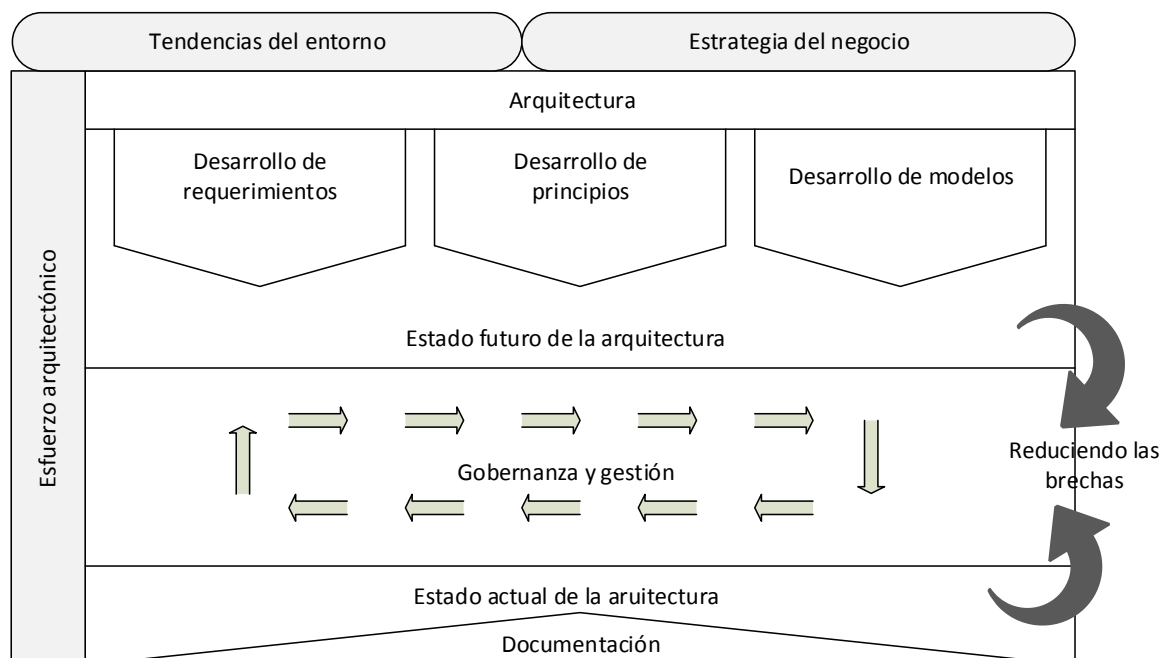 Tendencias del entorno
Estrategia del negocio
Arquitectura
Desarrollo de
requerimientos
Desarrollo de
principios
Desarrollo de modelos
Esfuerzo arquitectónico
Estado futuro de la arquitectura
Gobernanza y gestión
Reduciendo las
brechas
Estado actual de la aruitectura
Documentación